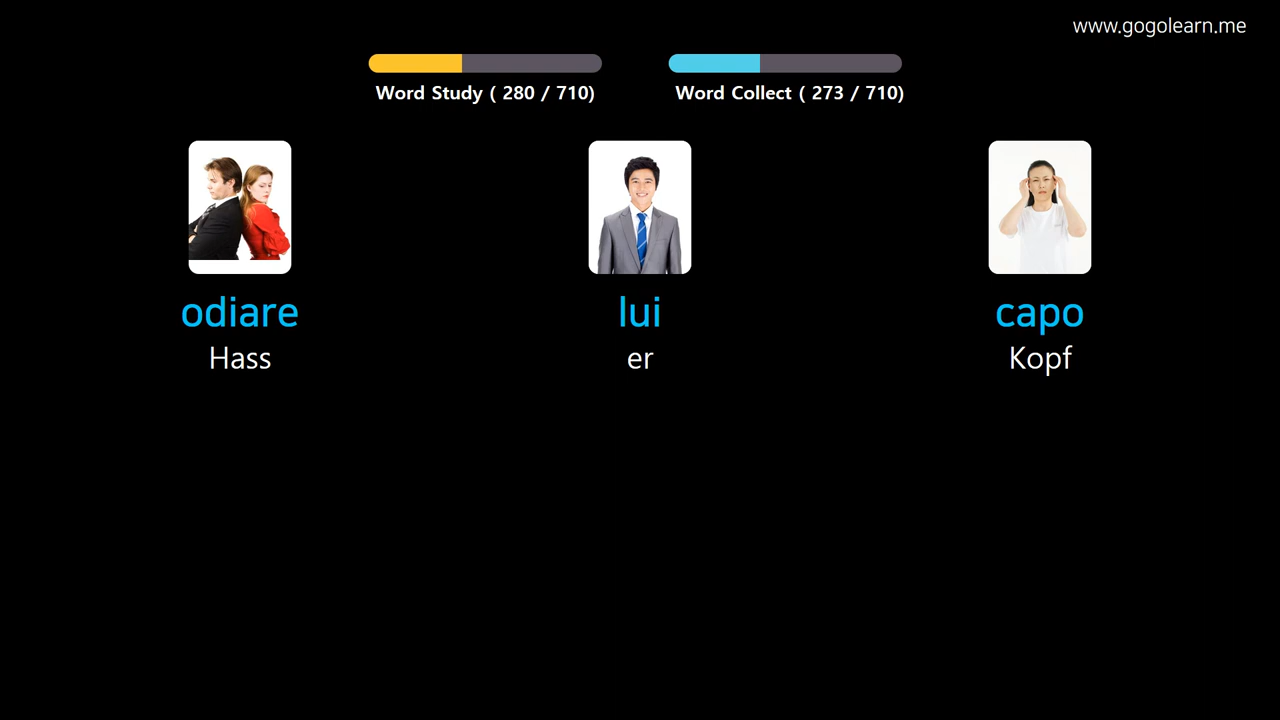 www.gogolearn.me
Word Study ( 280 / 710)
Word Collect ( 273 / 710)
odiare
lui
capo
Hass
er
Kopf